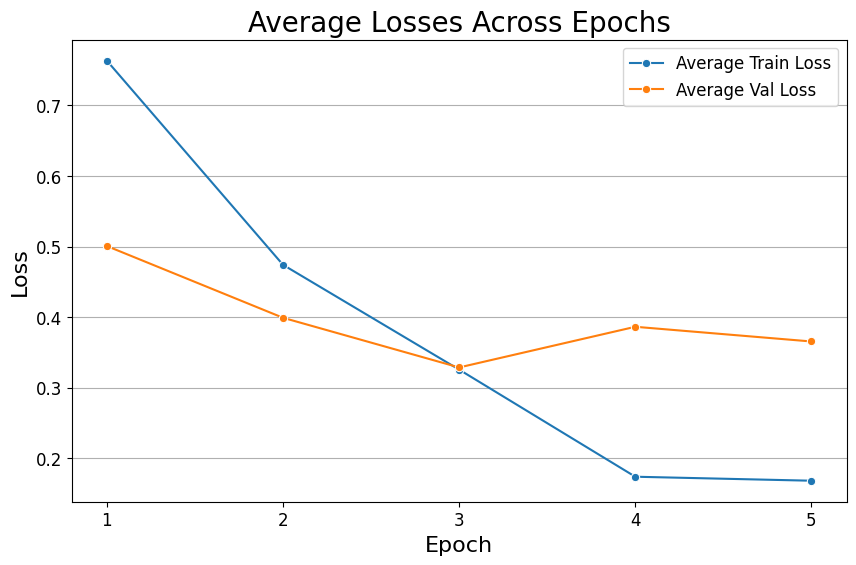 Average Losses Across Epochs
Average Train Loss
Average Val Loss
Loss
0.7
0.6
0.5
0.4
0.3
0.2
1 2 3 4 5
Epoch